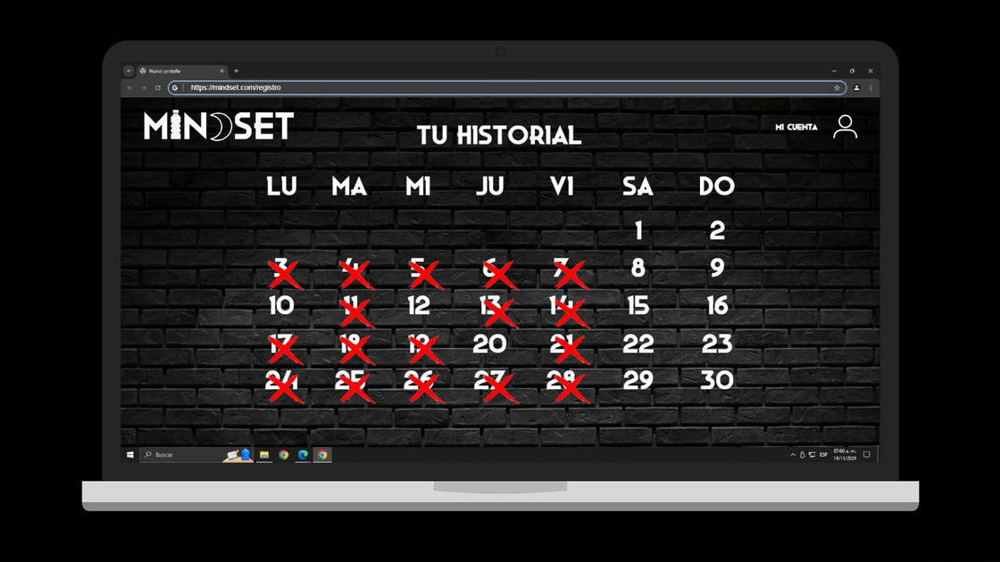 Nuevo pestaña
https://mindset.com/registro
MINDSET
TU HISTORIAL
MI CUENTA
LU MA MI JU VI SA DO
1 2
3 4 5 6 7 8 9
10 11 12 13 14 15 16
17 18 19 20 21 22 23
24 25 26 27 28 29 30
Buscar
ESP
07:06 a. m.
14/11/2024